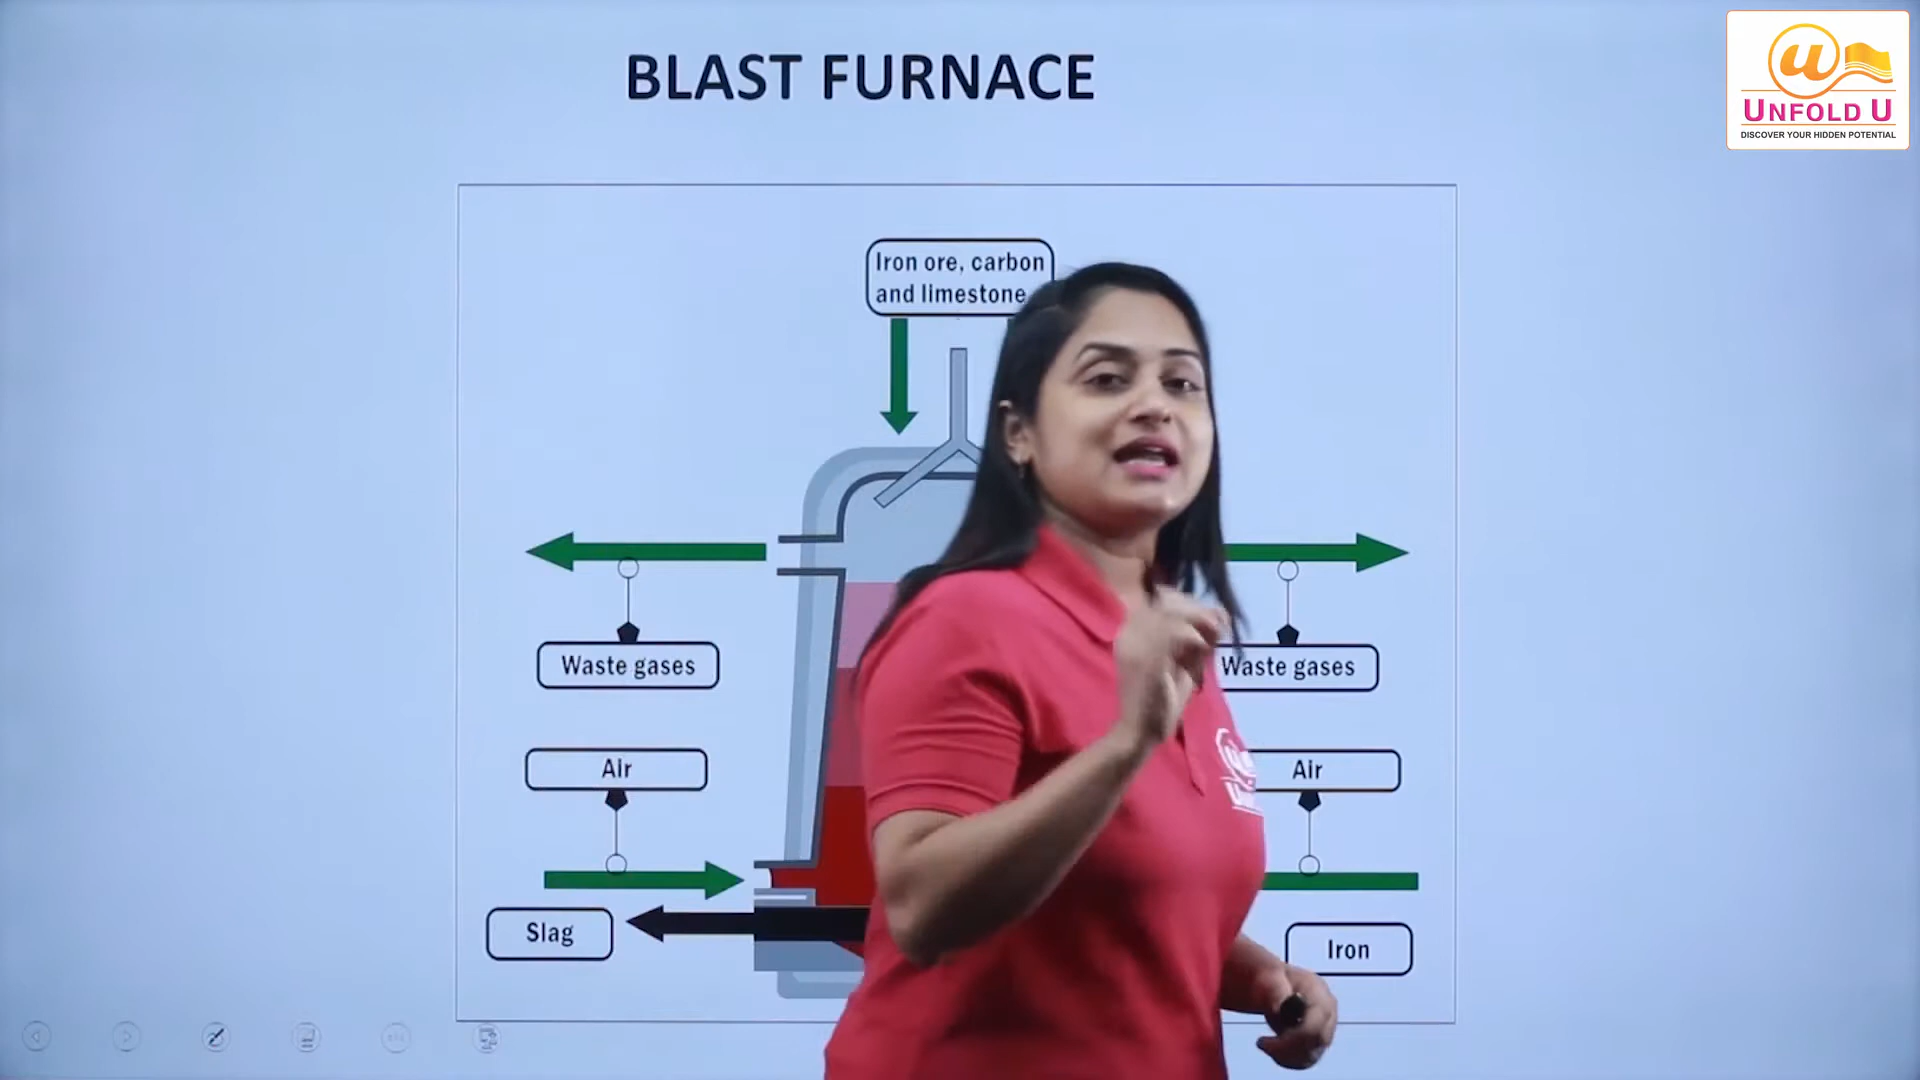 BLAST FURNACE
UNFOLD U
DISCOVER YOUR HIDDEN POTENTIAL
Iron ore, carbon
and limestone
Waste gases
Waste gases
Air
Air
Slag
Iron